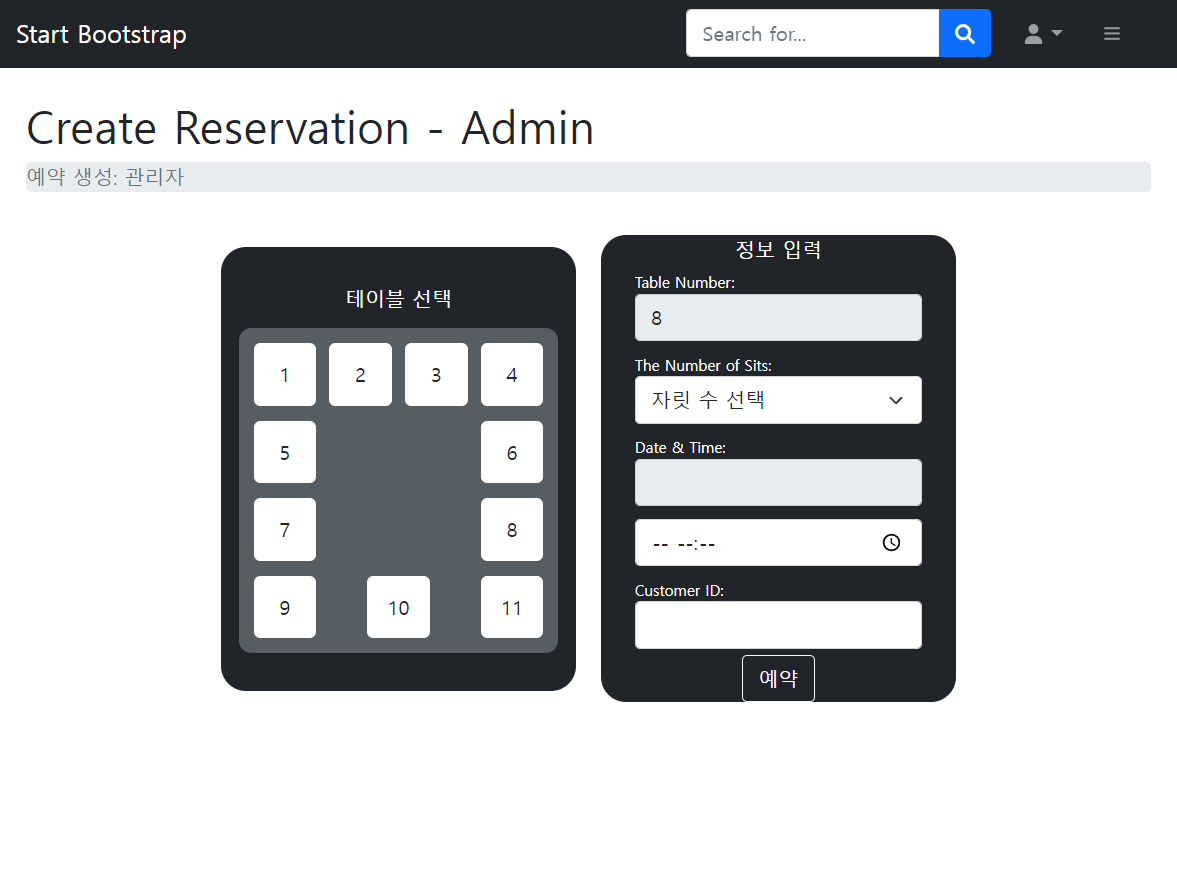 Start Bootstrap
Search for...
Create Reservation - Admin
예약 생성: 관리자
테이블 선택
1 2 3 4
5 6
7 8
9 10 11
정보 입력
Table Number:
8
The Number of Sits:
자릿 수 선택
Date & Time:
-- --:--
Customer ID:
예약